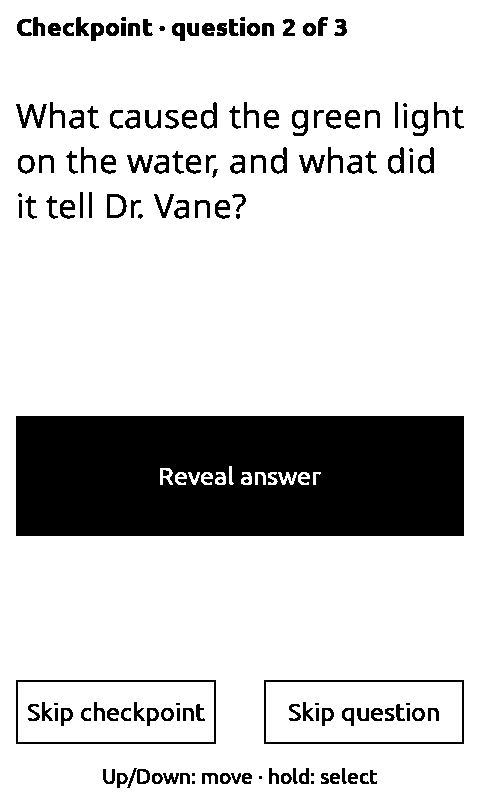 Checkpoint · question 2 of 3
What caused the green light
on the water, and what did
it tell Dr. Vane?
Reveal answer
Skip checkpoint
Skip question
Up/Down: move · hold: select